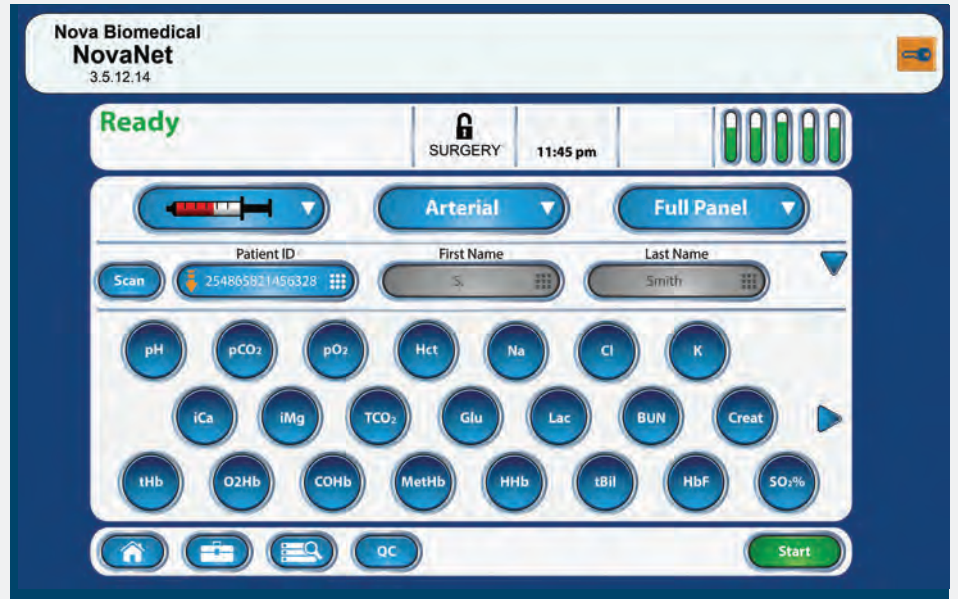 Nova Biomedical
NovaNet
3.5.12.14
Ready
SURGERY
11:45 pm
Arterial
Full Panel
Patient ID
First Name
Last Name
Scan
254865821456328
S.
Smith
pH
pCO₂
pO₂
Hct
Na
Cl
K
iCa
iMg
TCO₂
Glu
Lac
BUN
Creat
tHb
O2Hb
COHb
MetHb
HHb
tBil
HbF
SO₂%
QC
Start